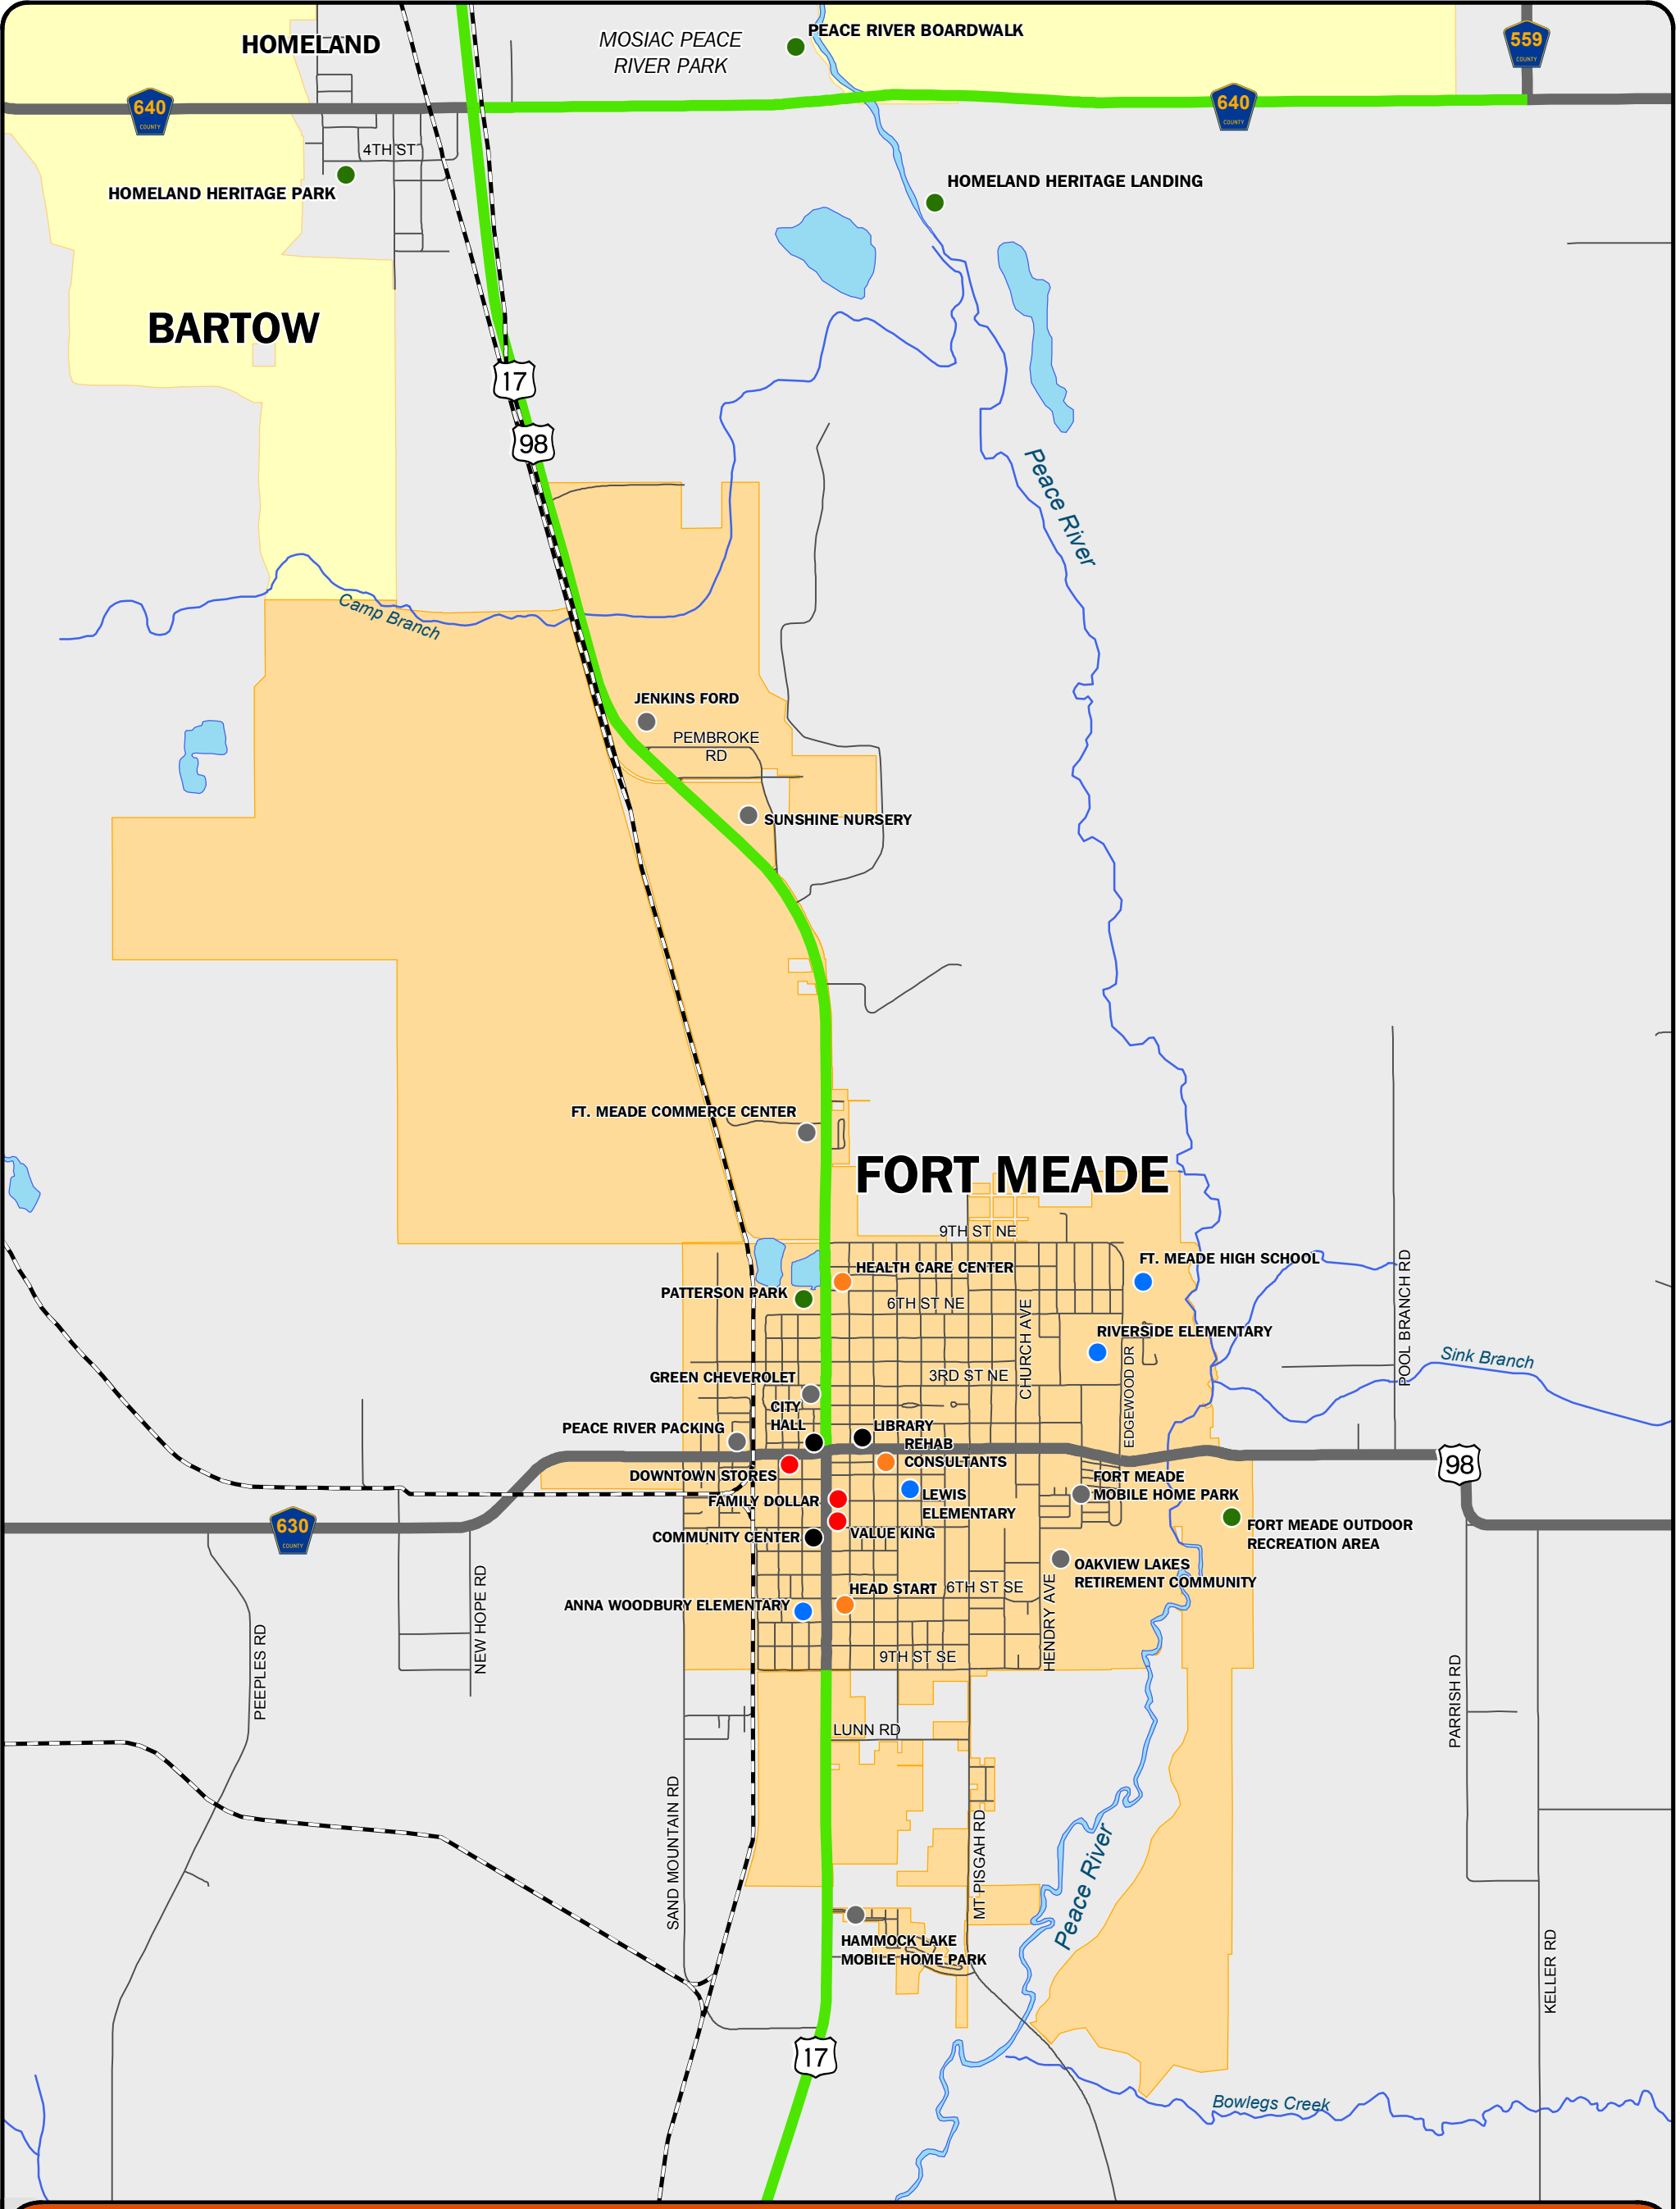 PEACE RIVER BOARDWALK
HOMELAND
MOSIAC PEACE
RIVER PARK
559
COUNTY
640
COUNTY
640
COUNTY
4TH ST
HOMELAND HERITAGE PARK
HOMELAND HERITAGE LANDING
BARTOW
17
98
Peace River
Camp Branch
JENKINS FORD
PEMBROKE
RD
SUNSHINE NURSERY
FT. MEADE COMMERCE CENTER
FORT MEADE
9TH ST NE
FT. MEADE HIGH SCHOOL
HEALTH CARE CENTER
PATTERSON PARK
6TH ST NE
CHURCH AVE
POOL BRANCH RD
RIVERSIDE ELEMENTARY
EDGEWOOD DR
Sink Branch
GREEN CHEVEROLET
3RD ST NE
CITY
HALL
PEACE RIVER PACKING
LIBRARY
REHAB
CONSULTANTS
98
DOWNTOWN STORES
FORT MEADE
MOBILE HOME PARK
FAMILY DOLLAR
LEWIS
ELEMENTARY
630
COUNTY
COMMUNITY CENTER
VALUE KING
FORT MEADE OUTDOOR
RECREATION AREA
OAKVIEW LAKES
RETIREMENT COMMUNITY
HEAD START
6TH ST SE
ANNA WOODBURY ELEMENTARY
NEW HOPE RD
HENDRY AVE
PEEPLES RD
9TH ST SE
PARRISH RD
LUNN RD
SAND MOUNTAIN RD
MT PISGAH RD
Peace River
HAMMOCK LAKE
MOBILE HOME PARK
KELLER RD
17
Bowlegs Creek